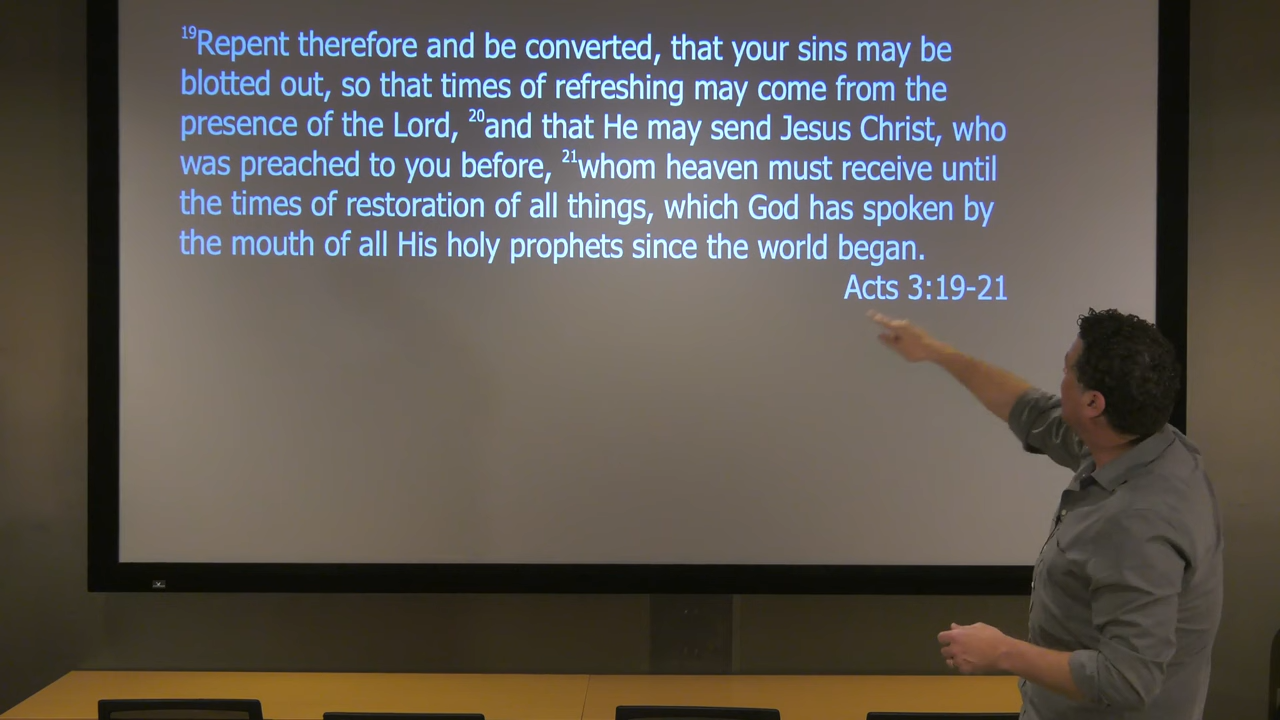 19Repent therefore and be converted, that your sins may be
blotted out, so that times of refreshing may come from the
presence of the Lord, 20and that He may send Jesus Christ, who
was preached to you before, 21whom heaven must receive until
the times of restoration of all things, which God has spoken by
the mouth of all His holy prophets since the world began.
Acts 3:19-21